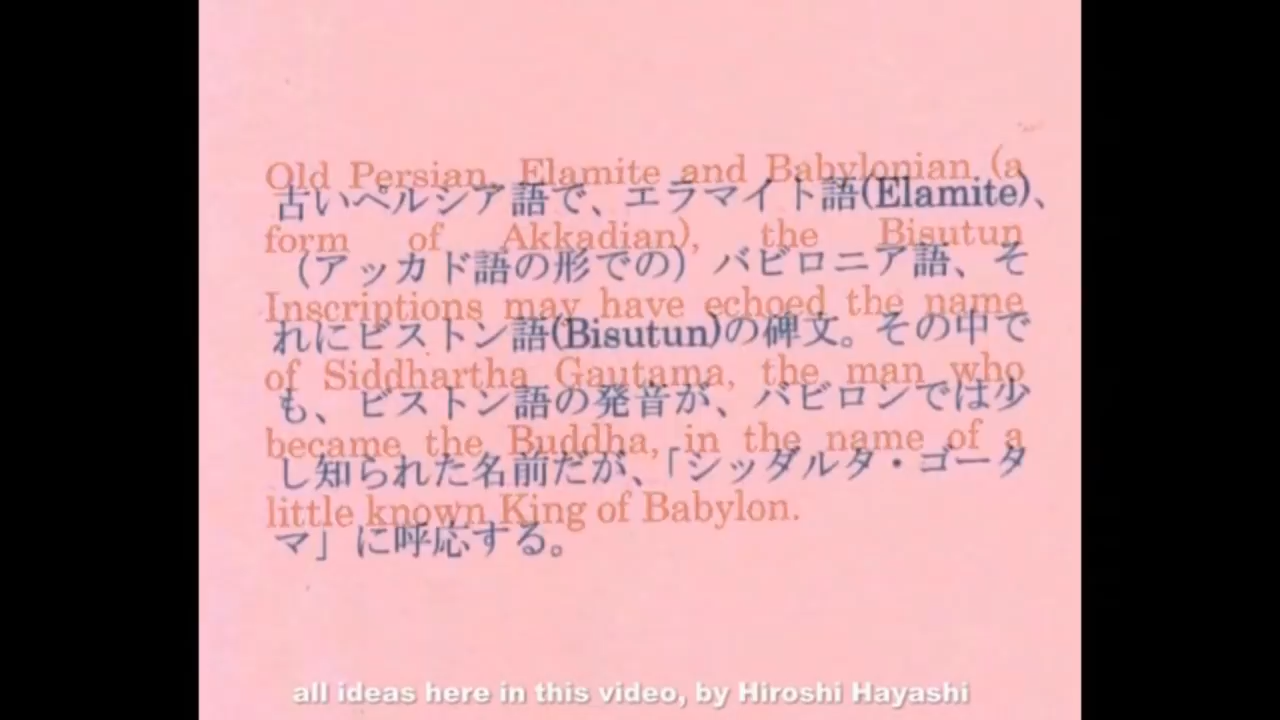 Old Persian, Elamite and Babylonian (a
古いペルシア語で、エラマイト語(Elamite)、
form of Akkadian), the Bisutun
（アッカド語の形での）バビロニア語、そ
Inscriptions may have echoed the name
れにビストン語(Bisutun)の碑文。その中で
of Siddhartha Gautama, the man who
も、ビストン語の発音が、バビロンでは少
became the Buddha, in the name of a
し知られた名前だが、「シッダルタ・ゴータ
little known King of Babylon.
マ」に呼応する。
all ideas here in this video, by Hiroshi Hayashi